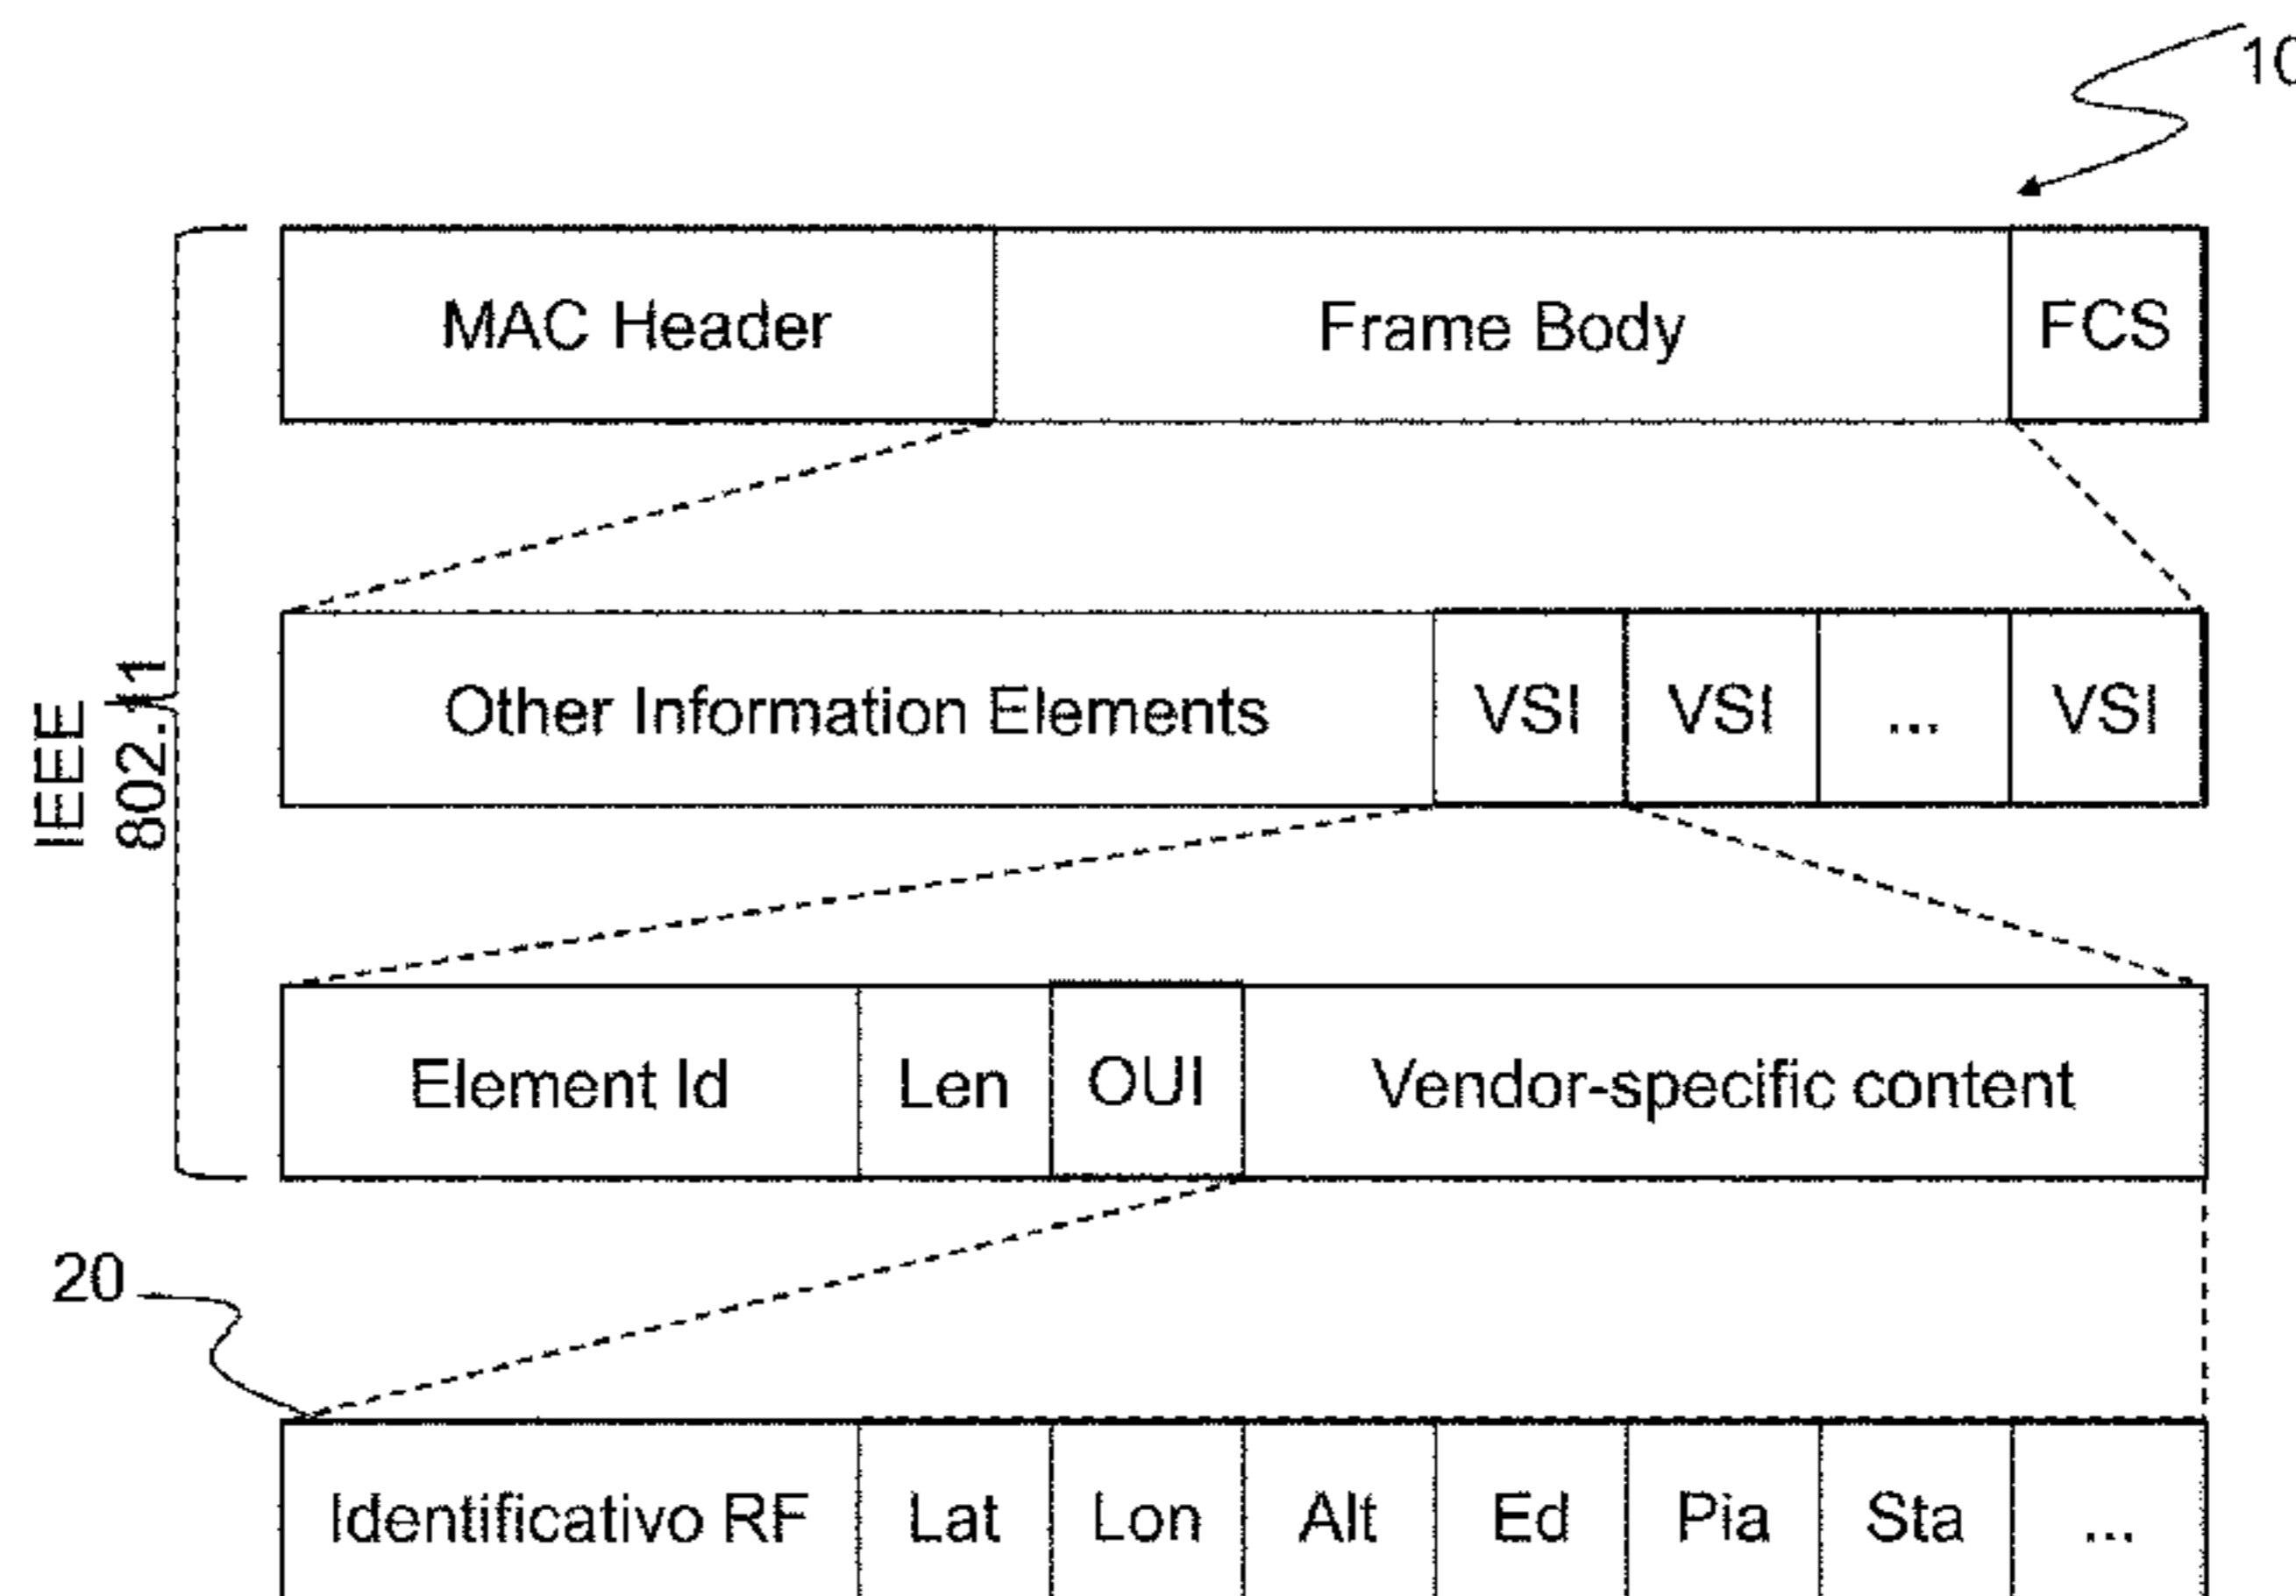 10
MAC Header Frame Body FCS
Other Information Elements VSI VSI ... VSI
IEEE
802.11
Element Id Len OUI Vendor-specific content
20
Identificativo RF Lat Lon Alt Ed Pia Sta ...